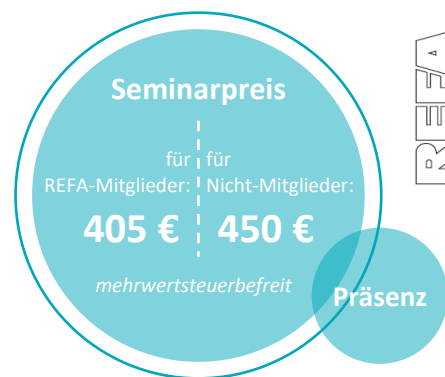 Seminarpreis
für
REFA-Mitglieder:
405 €
für
Nicht-Mitglieder:
450 €
mehrwertsteuerbefreit
Präsenz
REFA